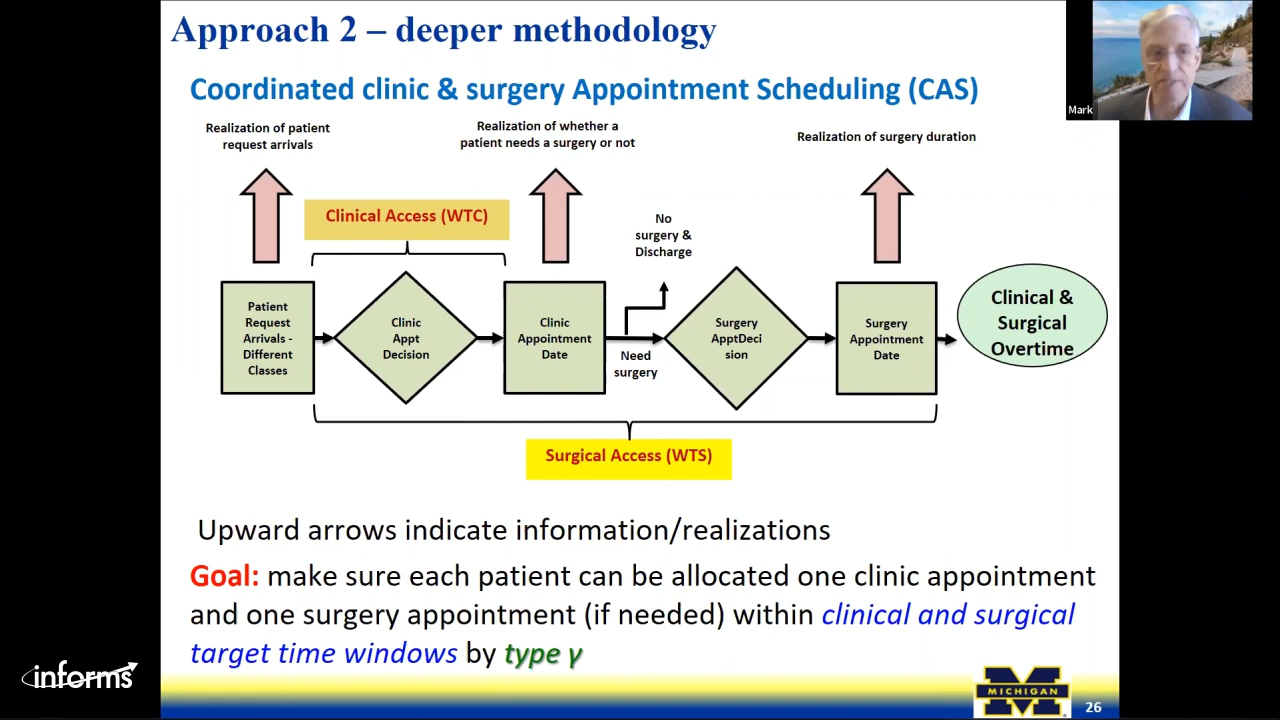 Approach 2 – deeper methodology
Mark
Coordinated clinic & surgery Appointment Scheduling (CAS)
Realization of patient
request arrivals
Realization of whether a
patient needs a surgery or not
Realization of surgery duration
Clinical Access (WTC)
No
surgery &
Discharge
Patient
Request
Arrivals -
Different
Classes
Clinic
Appt
Decision
Clinic
Appointment
Date
Need
surgery
Surgery
ApptDeci
sion
Surgery
Appointment
Date
Clinical &
Surgical
Overtime
Surgical Access (WTS)
Upward arrows indicate information/realizations
Goal: make sure each patient can be allocated one clinic appointment
and one surgery appointment (if needed) within clinical and surgical
target time windows by type γ
informs
MICHIGAN
26